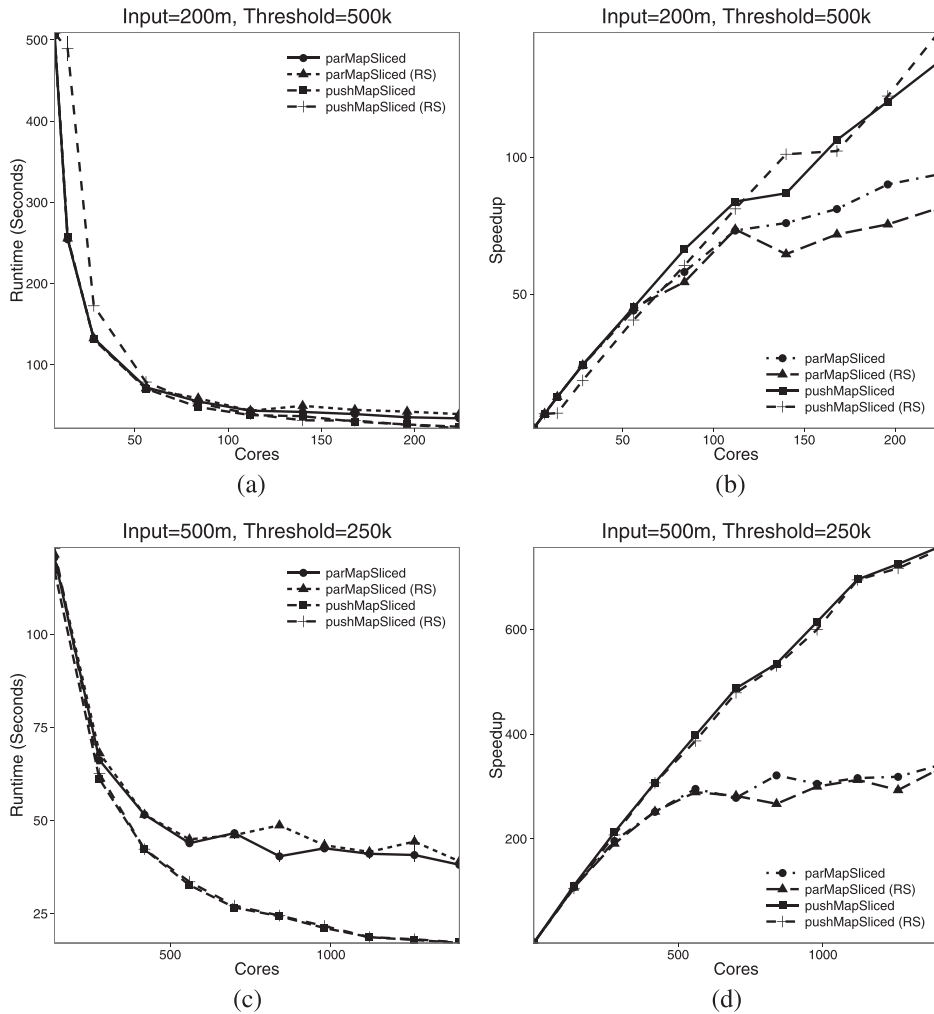 Input=200m, Threshold=500k
Runtime (Seconds)
500
400
300
200
100
parMapSliced
parMapSliced (RS)
pushMapSliced
pushMapSliced (RS)
50
100
150
200
Cores
(a)
Input=200m, Threshold=500k
Speedup
100
50
parMapSliced
parMapSliced (RS)
pushMapSliced
pushMapSliced (RS)
50
100
150
200
Cores
(b)
Input=500m, Threshold=250k
Runtime (Seconds)
100
75
50
25
parMapSliced
parMapSliced (RS)
pushMapSliced
pushMapSliced (RS)
500
1000
Cores
(c)
Input=500m, Threshold=250k
Speedup
600
400
200
parMapSliced
parMapSliced (RS)
pushMapSliced
pushMapSliced (RS)
500
1000
Cores
(d)